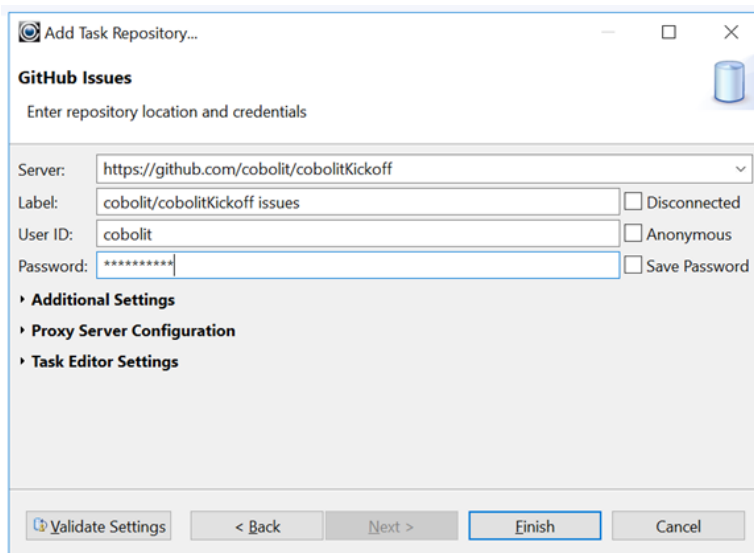 Add Task Repository...
GitHub Issues
Enter repository location and credentials
Server: https://github.com/cobolit/cobolitKickoff
Label: cobolit/cobolitKickoff issues Disconnected
User ID: cobolit Anonymous
Password: ********** Save Password
Additional Settings
Proxy Server Configuration
Task Editor Settings
Validate Settings < Back Next > Finish Cancel